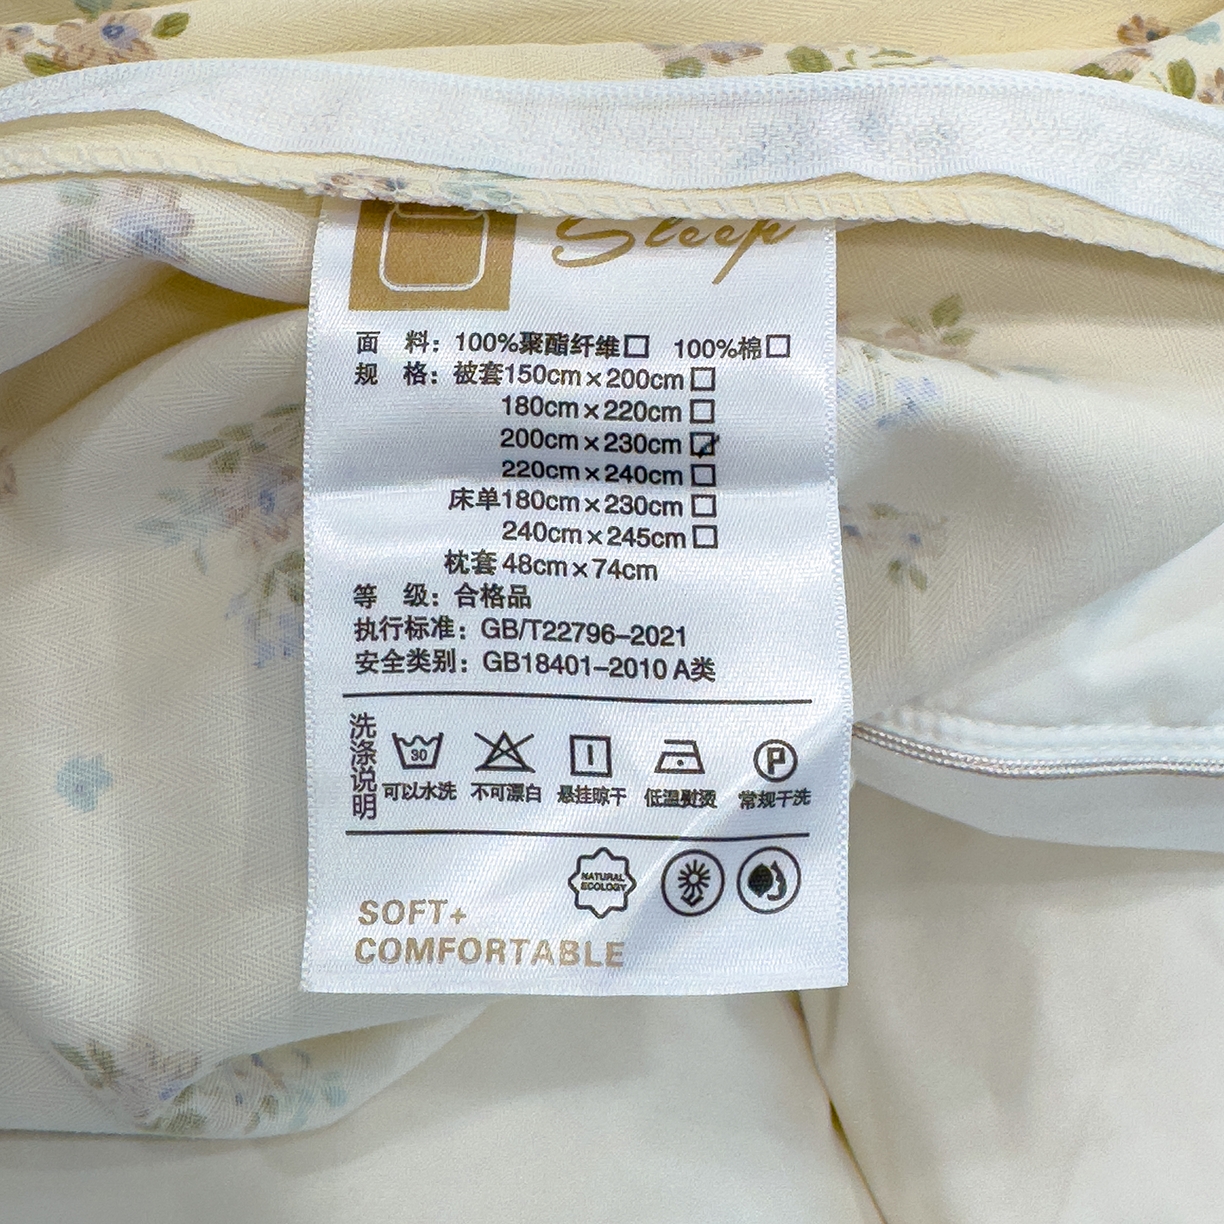 Sleep
面 料：100%聚酯纤维□ 100%棉□
规 格：被套150cm×200cm□
180cm×220cm□
200cm×230cm☑
220cm×240cm□
床单180cm×230cm□
240cm×245cm□
枕套 48cm×74cm
等 级：合格品
执行标准：GB/T22796-2021
安全类别：GB18401-2010 A类
洗涤说明
30 P
可以水洗 不可漂白 悬挂晾干 低温熨烫 常规干洗
NATURAL
ECOLOGY
SOFT+
COMFORTABLE